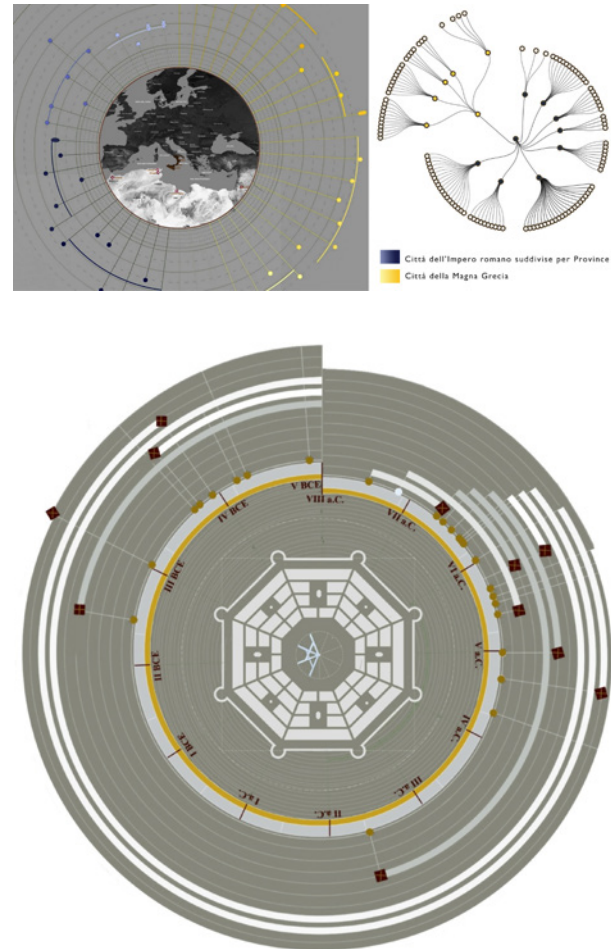 Città dell'Impero romano suddivise per Province
Città della Magna Grecia
V BCE
VIII a.C.
IV BCE
VII a.C.
III BCE
VI a.C.
II BCE
V a.C.
I BCE
IV a.C.
I a.C.
II a.C.
III a.C.